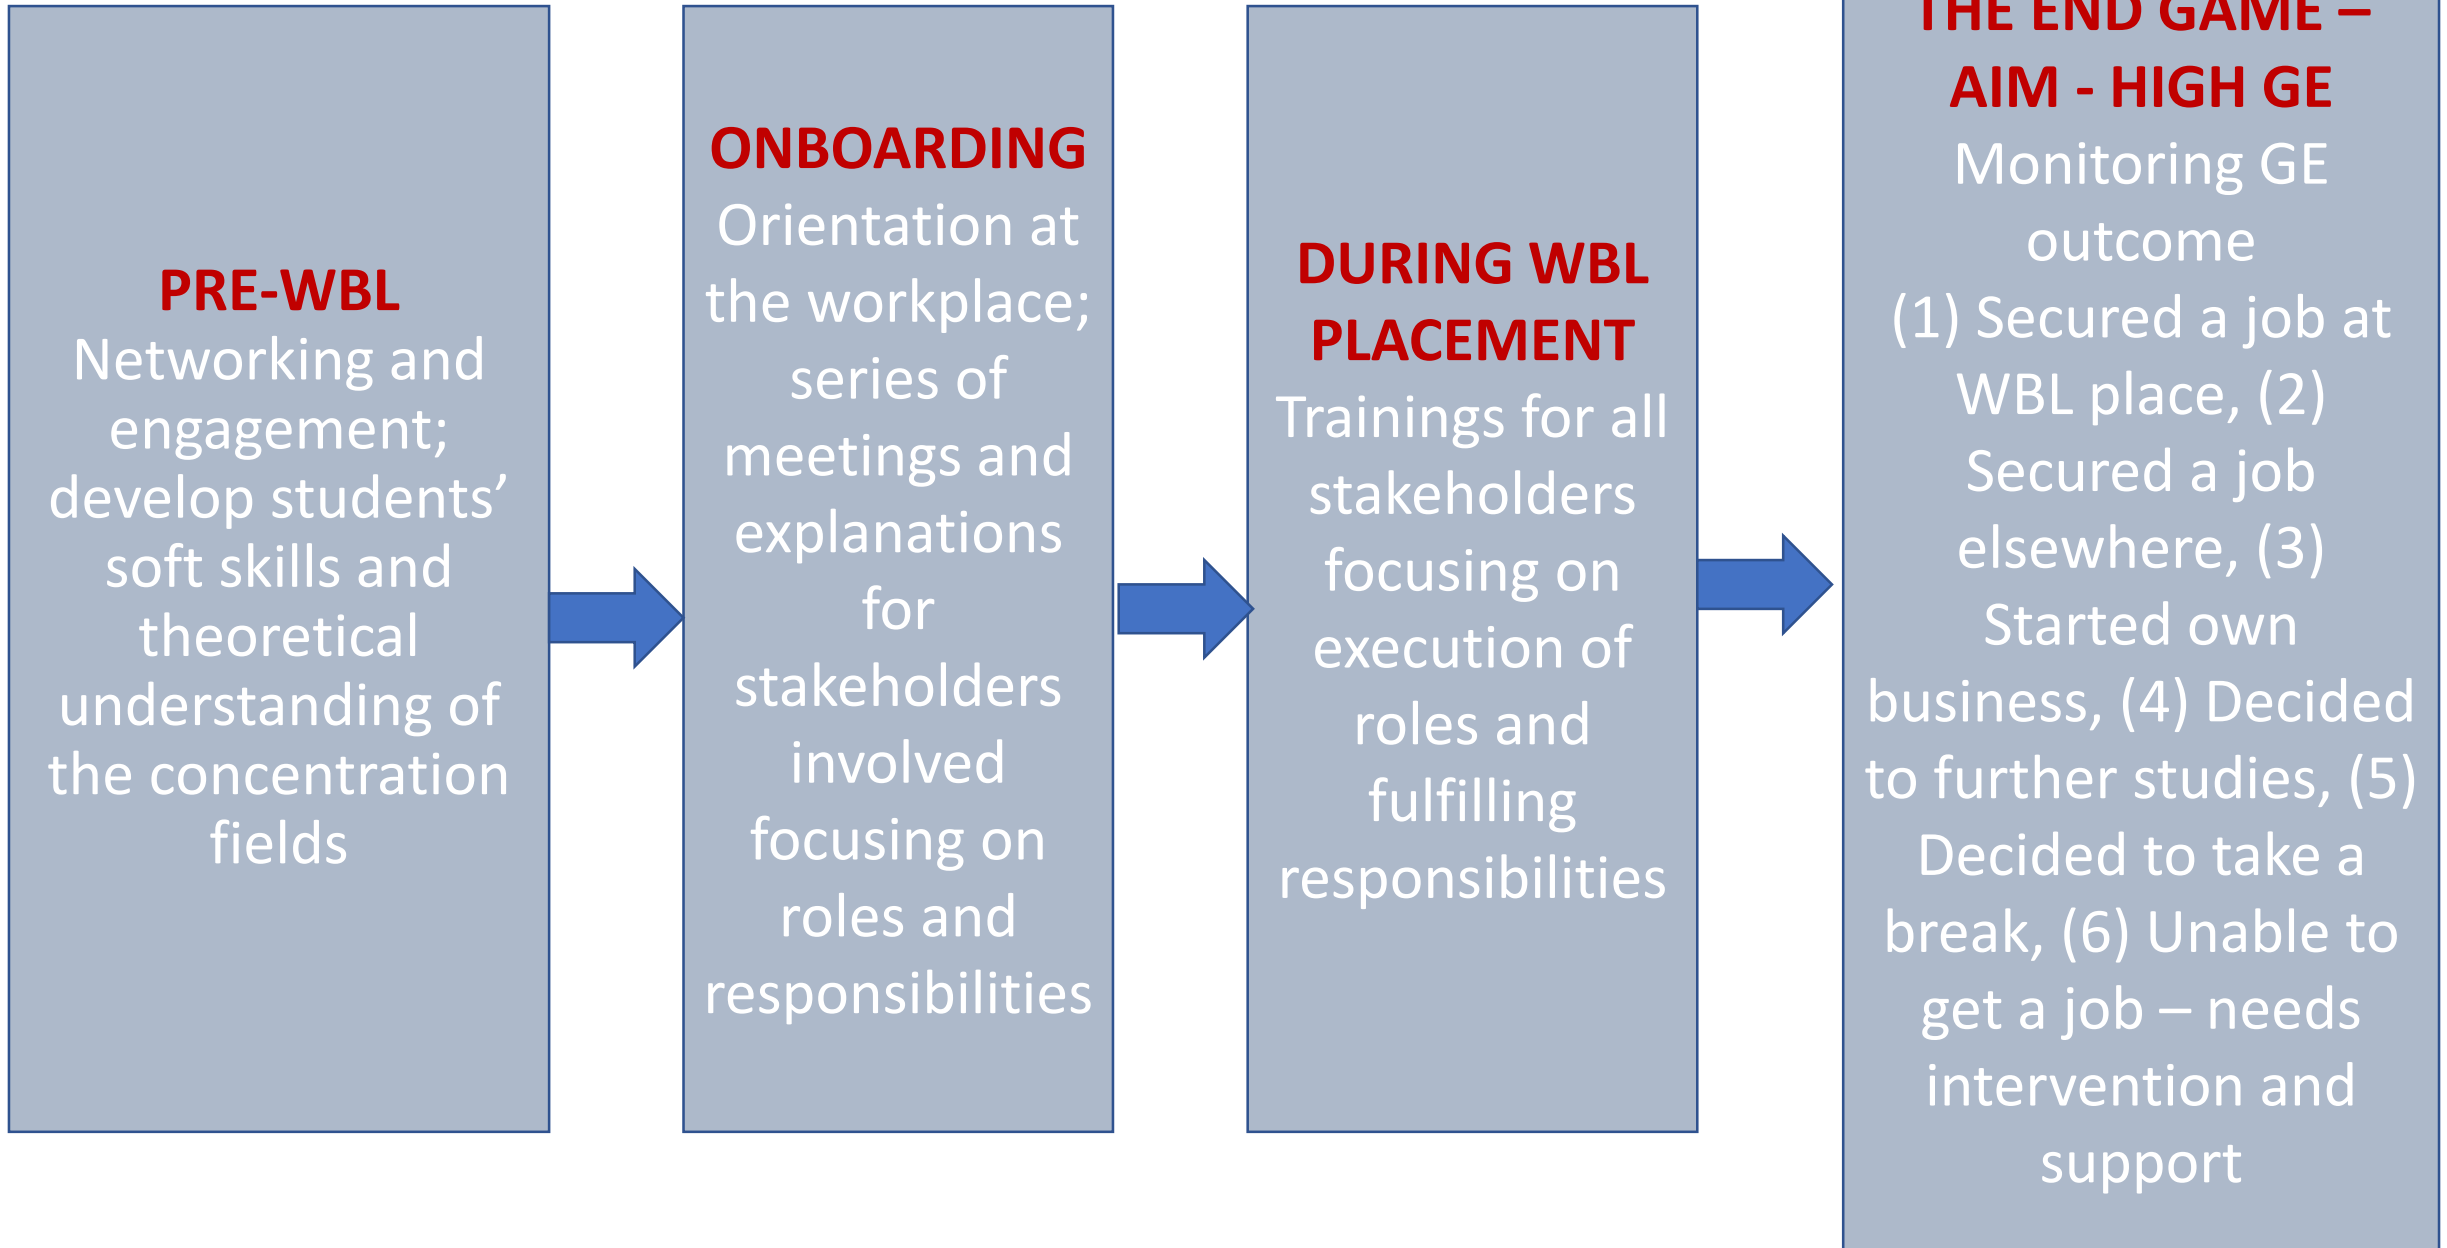 PRE-WBL
Networking and
engagement;
develop students’
soft skills and
theoretical
understanding of
the concentration
fields
ONBOARDING
Orientation at
the workplace;
series of
meetings and
explanations
for
stakeholders
involved
focusing on
roles and
responsibilities
DURING WBL
PLACEMENT
Trainings for all
stakeholders
focusing on
execution of
roles and
fulfilling
responsibilities
THE END GAME –
AIM - HIGH GE
Monitoring GE
outcome
(1) Secured a job at
WBL place, (2)
Secured a job
elsewhere, (3)
Started own
business, (4) Decided
to further studies, (5)
Decided to take a
break, (6) Unable to
get a job – needs
intervention and
support